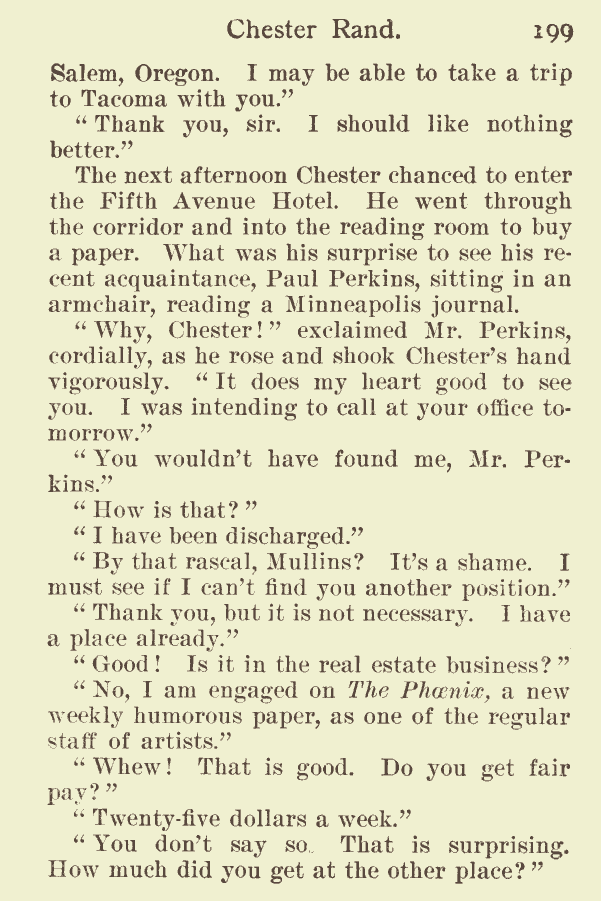 Chester Rand. 199
Salem, Oregon. I may be able to take a trip
to Tacoma with you.”
“ Thank you, sir. I should like nothing
better.”
The next afternoon Chester chanced to enter
the Fifth Avenue Hotel. He went through
the corridor and into the reading room to buy
a paper. What was his surprise to see his re-
cent acquaintance, Paul Perkins, sitting in an
armchair, reading a Minneapolis journal.
“ Why, Chester! ” exclaimed Mr. Perkins,
cordially, as he rose and shook Chester’s hand
vigorously. “ It does my heart good to see
you. I was intending to call at your office to-
morrow.”
“ You wouldn’t have found me, Mr. Per-
kins.”
“ How is that? ”
“ I have been discharged.”
“ By that rascal, Mullins? It’s a shame. I
must see if I can’t find you another position.”
“ Thank you, but it is not necessary. I have
a place already.”
“ Good! Is it in the real estate business? ”
“ No, I am engaged on The Phœnix, a new
weekly humorous paper, as one of the regular
staff of artists.”
“ Whew! That is good. Do you get fair
pay? ”
“ Twenty-five dollars a week.”
“ You don’t say so. That is surprising.
How much did you get at the other place? ”